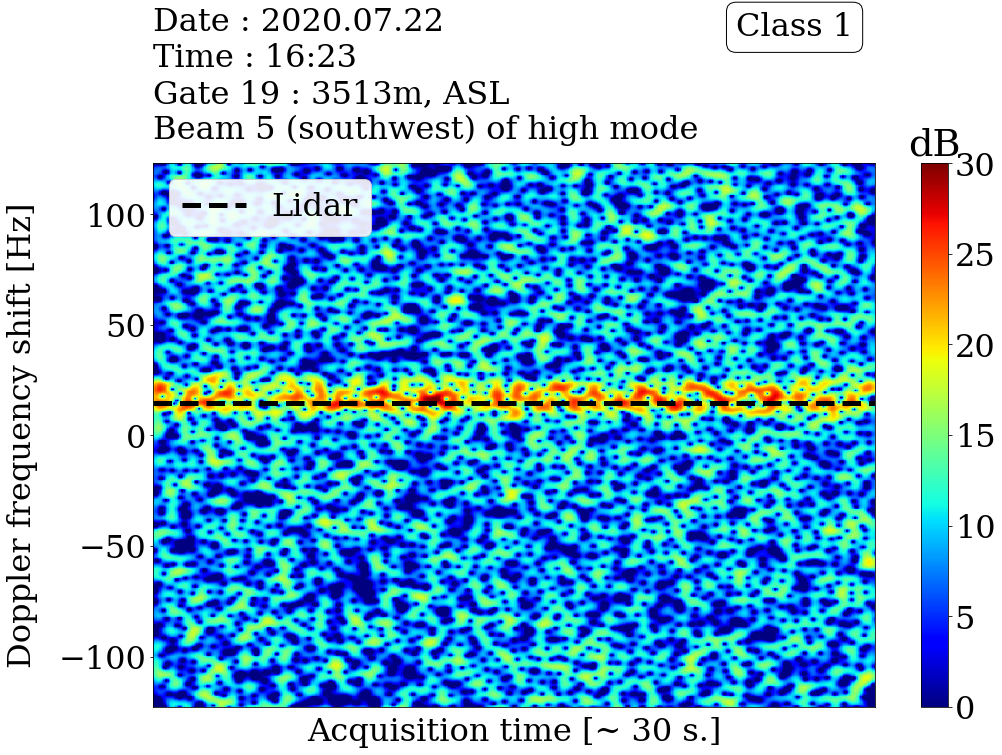 Date : 2020.07.22
Class 1
Time : 16:23
Gate 19 : 3513m, ASL
Beam 5 (southwest) of high mode
dB
Lidar
Doppler frequency shift [Hz]
100
50
0
−50
−100
30
25
20
15
10
5
0
Acquisition time [~ 30 s.]